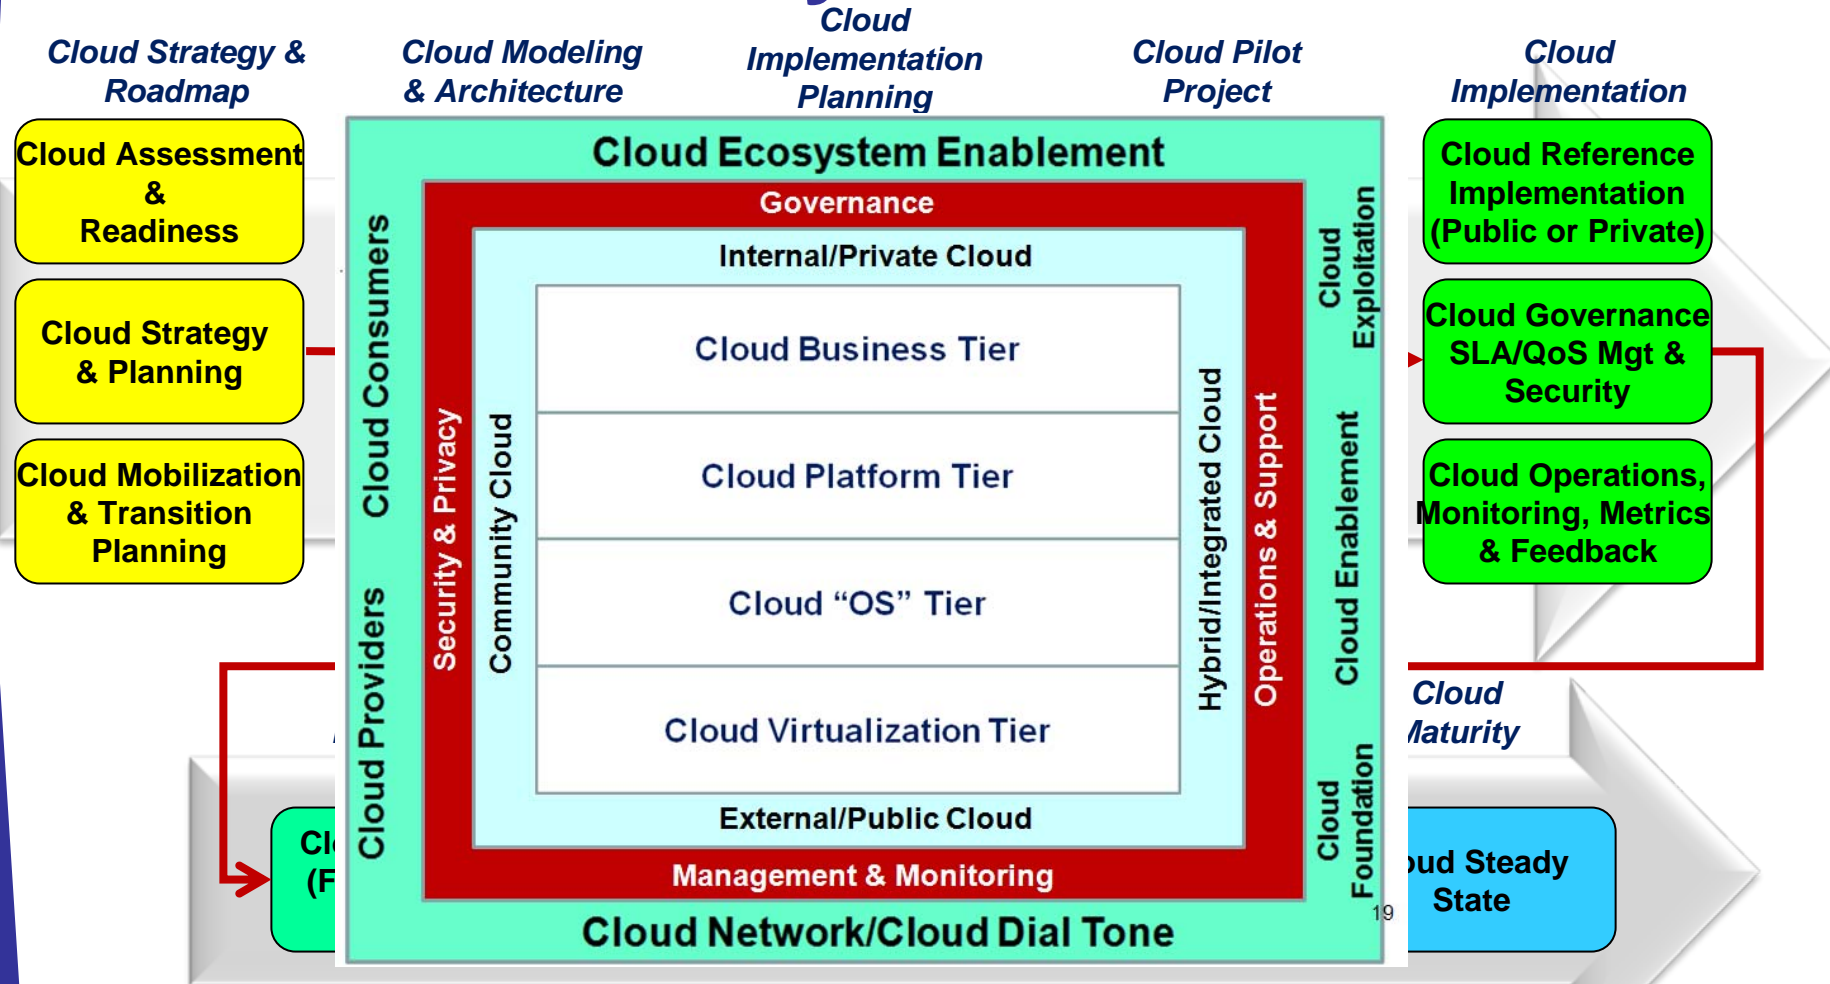 Cloud Strategy &
Roadmap
Cloud Modeling
& Architecture
Cloud
Implementation
Planning
Cloud Pilot
Project
Cloud
Implementation
Cloud Assessment
&
Readiness
Cloud Strategy
& Planning
Cloud Mobilization
& Transition
Planning
Cloud Ecosystem Enablement
Governance
Internal/Private Cloud
Cloud Consumers
Cloud Providers
Security & Privacy
Community Cloud
Cloud Business Tier
Cloud Platform Tier
Cloud “OS” Tier
Cloud Virtualization Tier
Hybrid/Integrated Cloud
Operations & Support
Cloud
Exploitation
Cloud Enablement
Cloud
Foundation
External/Public Cloud
Management & Monitoring
Cloud Network/Cloud Dial Tone
19
Cloud Reference
Implementation
(Public or Private)
Cloud Governance
SLA/QoS Mgt &
Security
Cloud Operations,
Monitoring, Metrics
& Feedback
Cloud
Maturity
Steady
State